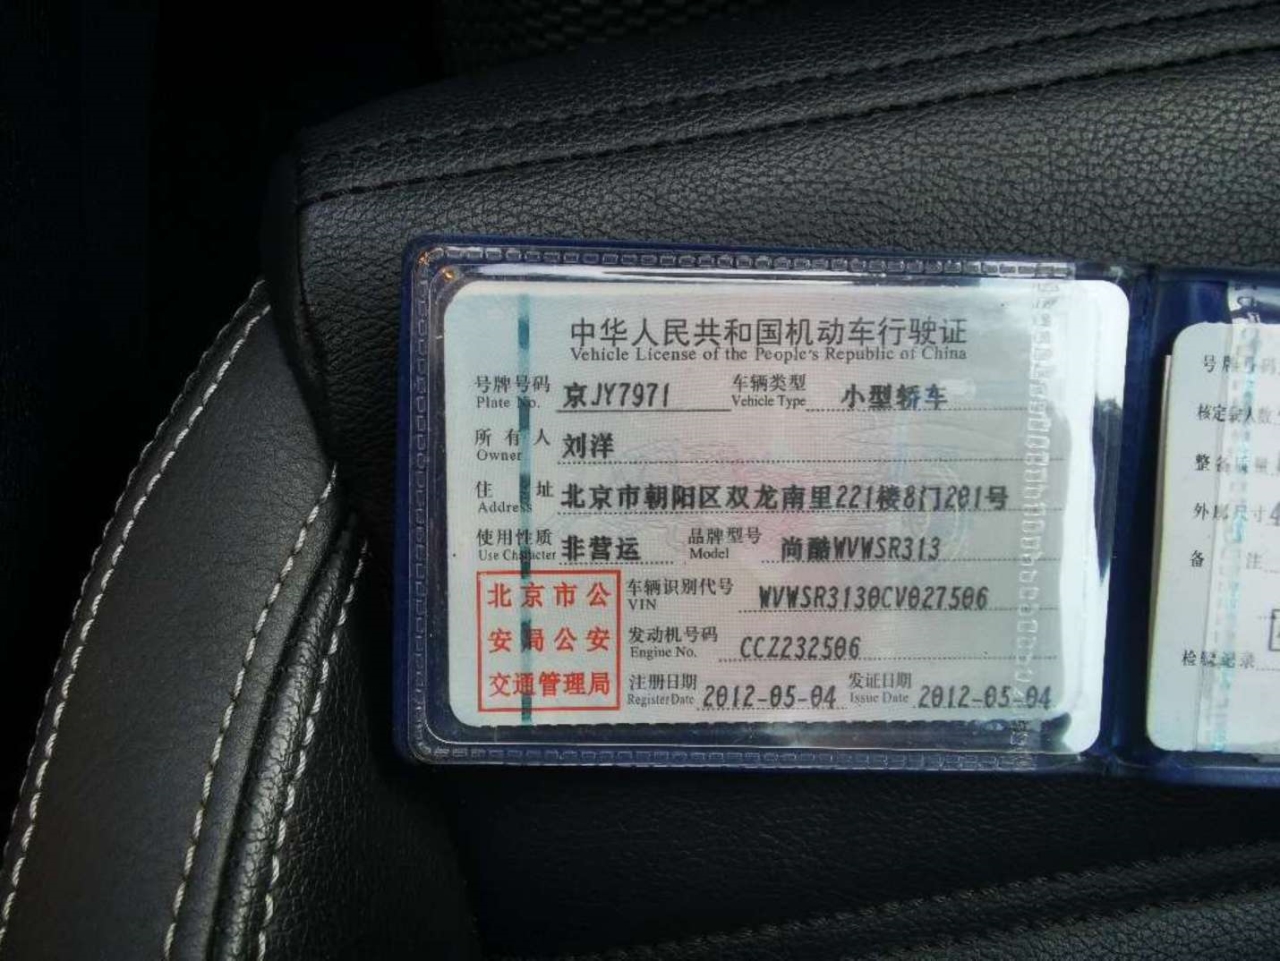 中华人民共和国机动车行驶证
Vehicle License of the People's Republic of China
号牌号码 京JY7971 车辆类型 小型轿车
Plate No. Vehicle Type
所有人 刘洋
Owner
住址 北京市朝阳区双龙南里221楼8门201号
Address
使用性质 非营运 品牌型号 尚酷WVWSR313
Use Character Model
北京市公
安局公安
交通管理局
车辆识别代号 WVWSR3130CV027506
VIN
发动机号码 CCZ232506
Engine No.
注册日期 2012-05-04 发证日期 2012-05-04
Register Date Issue Date
号牌号码
核定载人数
整备质量
外廓尺寸
备注
检验记录